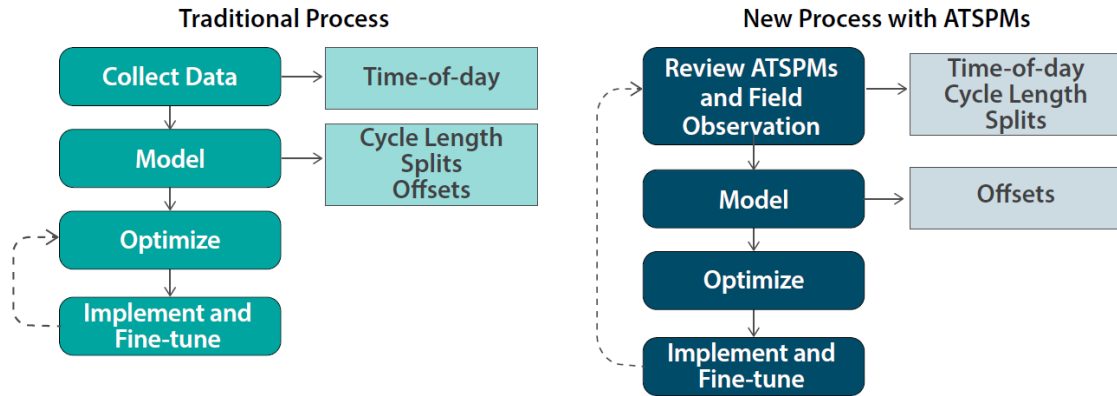 Traditional Process
Collect Data
Time-of-day
Model
Cycle Length
Splits
Offsets
Optimize
Implement and
Fine-tune
New Process with ATSPMs
Review ATSPMs
and Field
Observation
Time-of-day
Cycle Length
Splits
Model
Offsets
Optimize
Implement and
Fine-tune